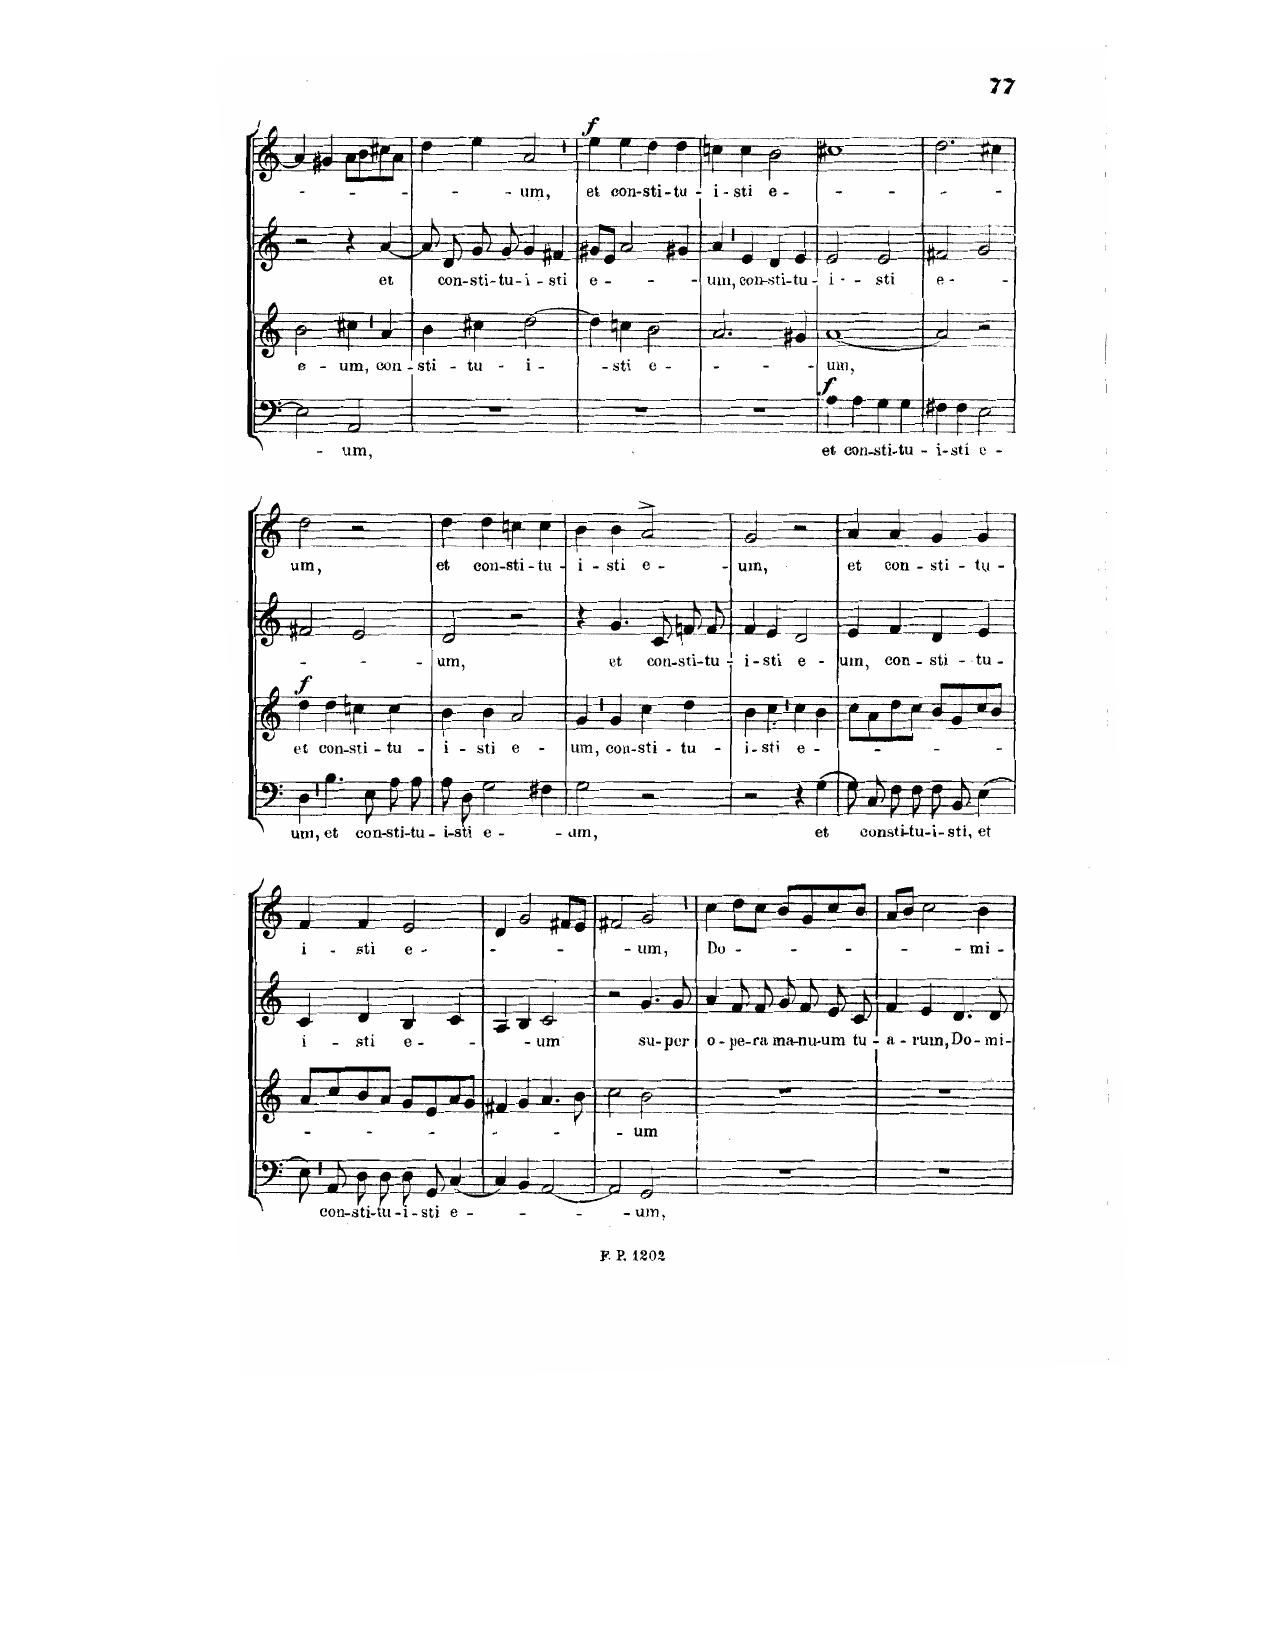 77
f
- - - - um, et con-sti-tu-i-sti e - - - -
et con-sti-tu-i-sti e - - - um, con-sti-tu-i - - sti e - -
e - um, con-sti - tu - i - - sti e - - - - um,
f
- um, et con-sti-tu-i-sti e -
um, et con-sti-tu-i-sti e - - um, et con-sti-tu-
- - - um, et con-sti-tu-i-sti e - um, con-sti-tu-
f
et con-sti-tu-i-sti e - um, con-sti-tu-i-sti e - - - - -
um, et con-sti-tu-i-sti e - - um, et consti-tu-i-sti, et
i - sti e - - - - um, Do - - - - - mi-
i - sti e - - - um su-per o-pe-ra ma-nu-um tu-a-rum, Do-mi-
- - - - - - um
con-sti-tu-i-sti e - - - um,
F. P. 1202